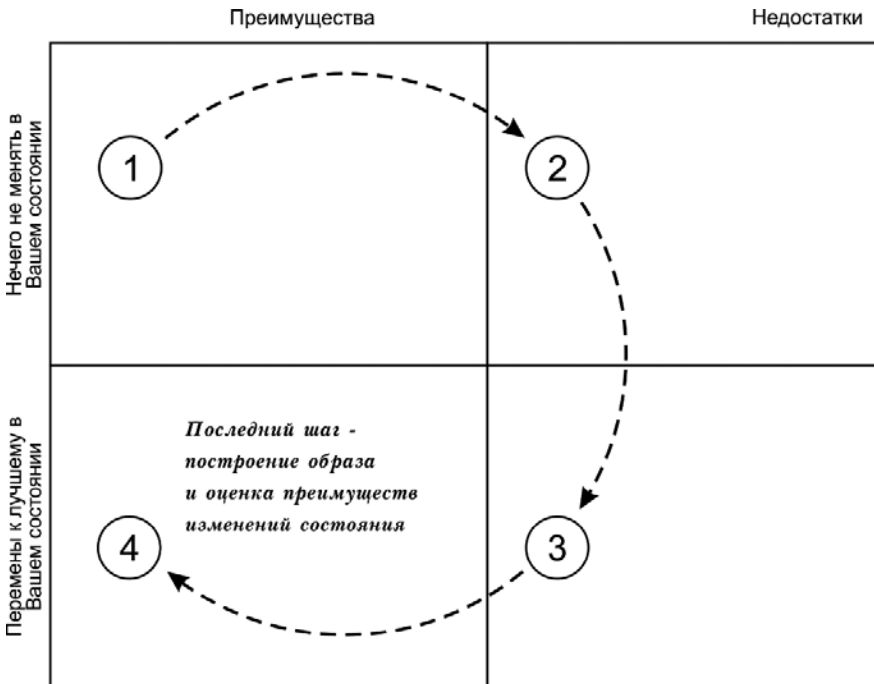 Преимущества
Недостатки
Нечего не менять в
Вашем состоянии
1
2
Перемены к лучшему в
Вашем состоянии
Последний шаг -
построение образа
и оценка преимуществ
изменений состояния
4
3